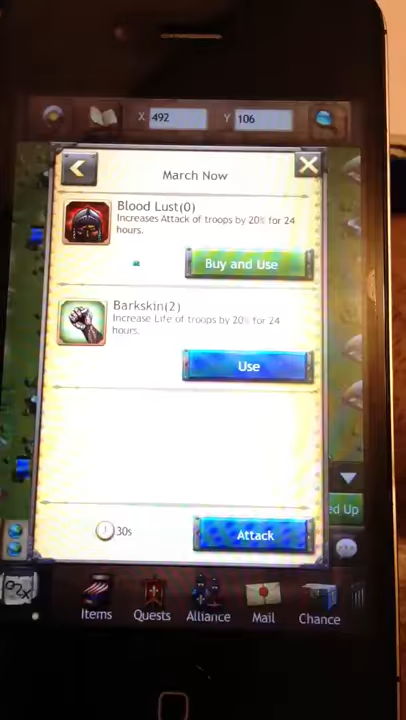 X 492 Y 106
March Now
Blood Lust(0)
Increases Attack of troops by 20% for 24
hours.
Buy and Use
Barkskin(2)
Increase Life of troops by 20% for 24
hours.
Use
ed Up
30s
Attack
Items Quests Alliance Mail Chance